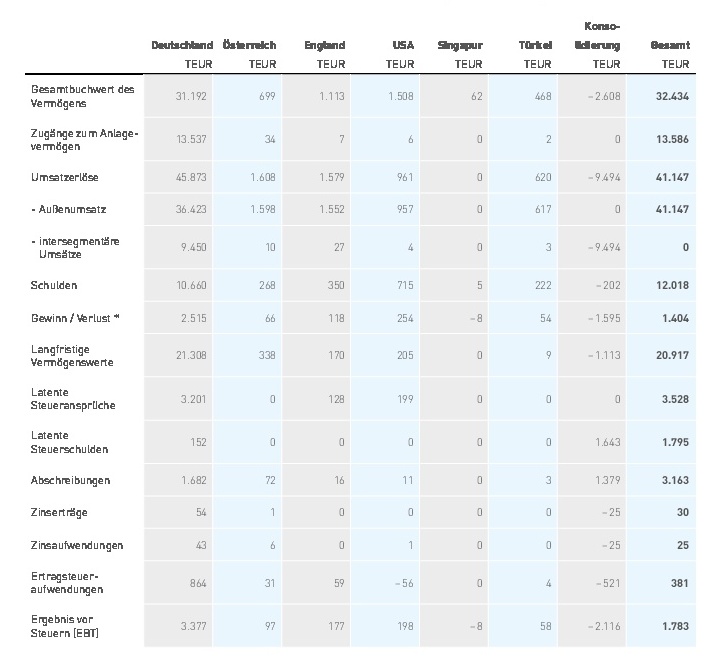 Konso-
Deutschland Österreich England USA Singapur Türkei lidierung Gesamt
TEUR TEUR TEUR TEUR TEUR TEUR TEUR TEUR
Gesamtbuchwert des
Vermögens 31.192 699 1.113 1.508 62 468 –2.608 32.434
Zugänge zum Anlage-
vermögen 13.537 34 7 6 0 2 0 13.586
Umsatzerlöse 45.873 1.608 1.579 961 0 620 –9.494 41.147
- Außenumsatz 36.423 1.598 1.552 957 0 617 0 41.147
- intersegmentäre
Umsätze 9.450 10 27 4 0 3 –9.494 0
Schulden 10.660 268 350 715 5 222 –202 12.018
Gewinn / Verlust * 2.515 66 118 254 –8 54 –1.595 1.404
Langfristige
Vermögenswerte 21.308 338 170 205 0 9 –1.113 20.917
Latente
Steueransprüche 3.201 0 128 199 0 0 0 3.528
Latente
Steuerschulden 152 0 0 0 0 0 1.643 1.795
Abschreibungen 1.682 72 16 11 0 3 1.379 3.163
Zinserträge 54 1 0 0 0 0 –25 30
Zinsaufwendungen 43 6 0 1 0 0 –25 25
Ertragsteuer-
aufwendungen 864 31 59 –56 0 4 –521 381
Ergebnis vor
Steuern [EBT] 3.377 97 177 198 –8 58 –2.116 1.783